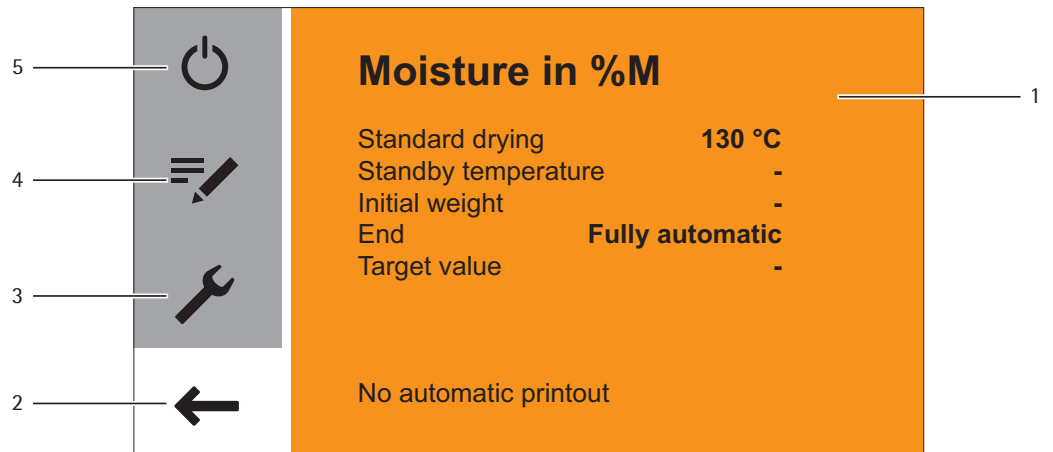 5
Moisture in %M
1
Standard drying 130 °C
Standby temperature -
4
Initial weight -
End Fully automatic
Target value -
3
No automatic printout
2